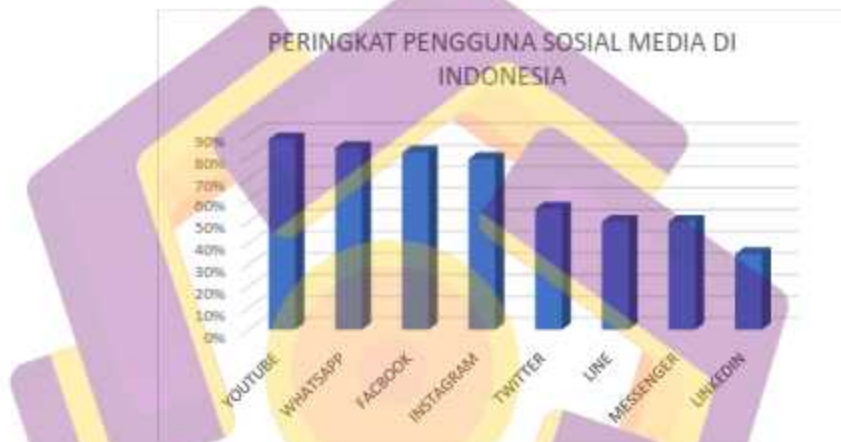 PERINGKAT PENGGUNA SOSIAL MEDIA DI
INDONESIA
90%
80%
70%
60%
50%
40%
30%
20%
10%
0%
YOUTUBE
WHATSAPP
FACBOOK
INSTAGRAM
TWITTER
LINE
MESSENGER
LINKEDIN